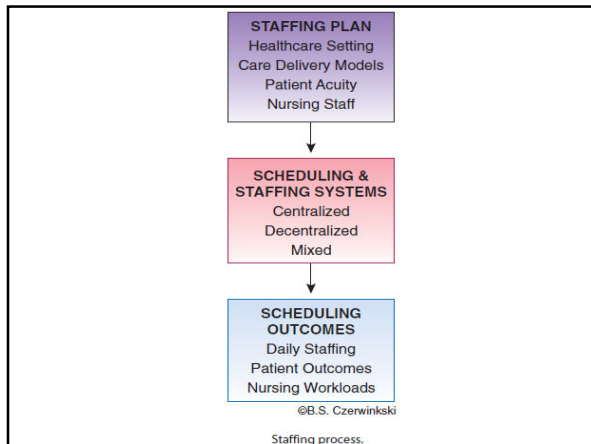 STAFFING PLAN
Healthcare Setting
Care Delivery Models
Patient Acuity
Nursing Staff
SCHEDULING &
STAFFING SYSTEMS
Centralized
Decentralized
Mixed
SCHEDULING
OUTCOMES
Daily Staffing
Patient Outcomes
Nursing Workloads
©B.S. Czerwinkski
Staffing process.